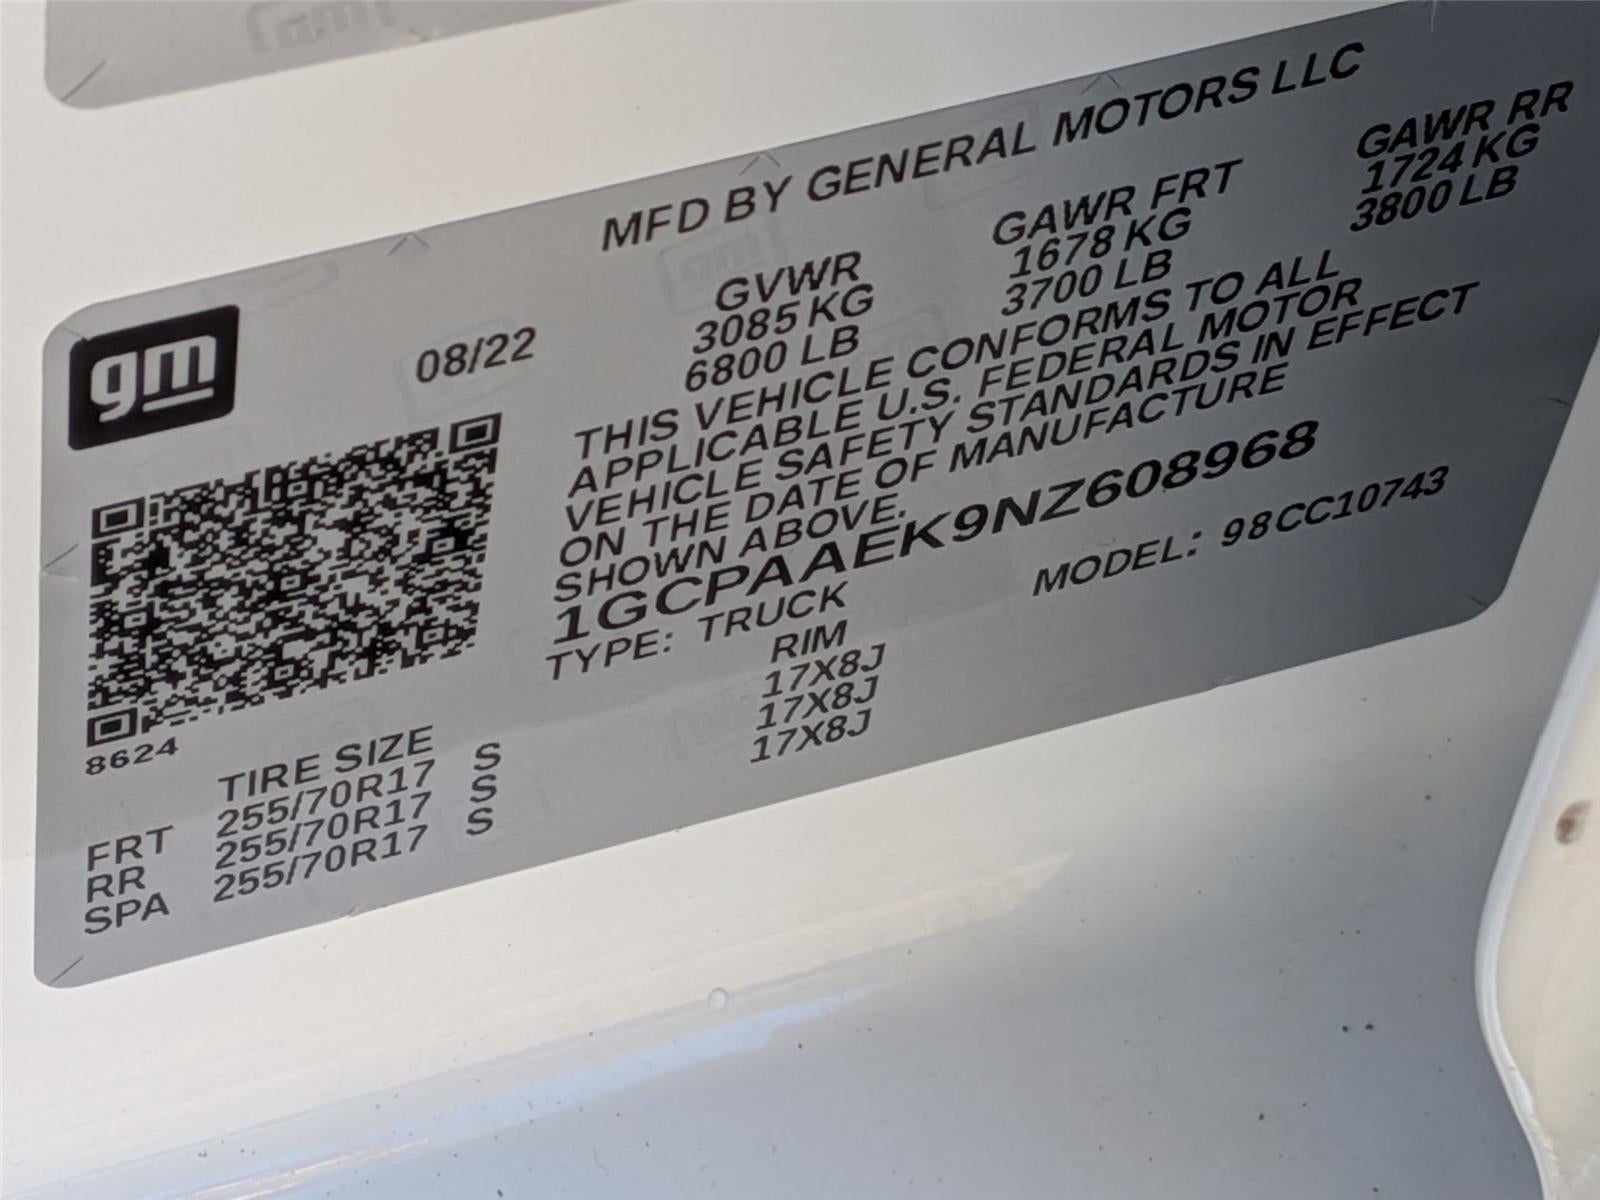 MFD BY GENERAL MOTORS LLC
gm
08/22
GVWR GAWR FRT GAWR RR
3085 KG 1678 KG 1724 KG
6800 LB 3700 LB 3800 LB
THIS VEHICLE CONFORMS TO ALL
APPLICABLE U.S. FEDERAL MOTOR
VEHICLE SAFETY STANDARDS IN EFFECT
ON THE DATE OF MANUFACTURE
SHOWN ABOVE.
1GCPAAEK9NZ608968
TYPE: TRUCK MODEL: 98CC10743
8624
TIRE SIZE RIM
FRT 255/70R17 S 17X8J
RR 255/70R17 S 17X8J
SPA 255/70R17 S 17X8J